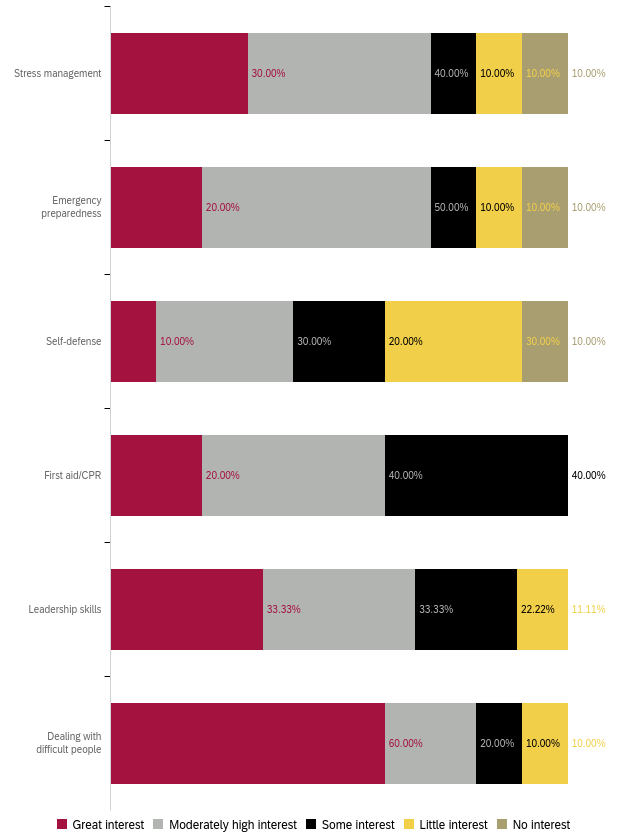 Stress management
30.00%
40.00%
10.00%
10.00%
10.00%
Emergency
preparedness
20.00%
50.00%
10.00%
10.00%
10.00%
Self-defense
10.00%
30.00%
20.00%
30.00%
10.00%
First aid/CPR
20.00%
40.00%
40.00%
Leadership skills
33.33%
33.33%
22.22%
11.11%
Dealing with
difficult people
60.00%
20.00%
10.00%
10.00%
Great interest Moderately high interest Some interest Little interest No interest